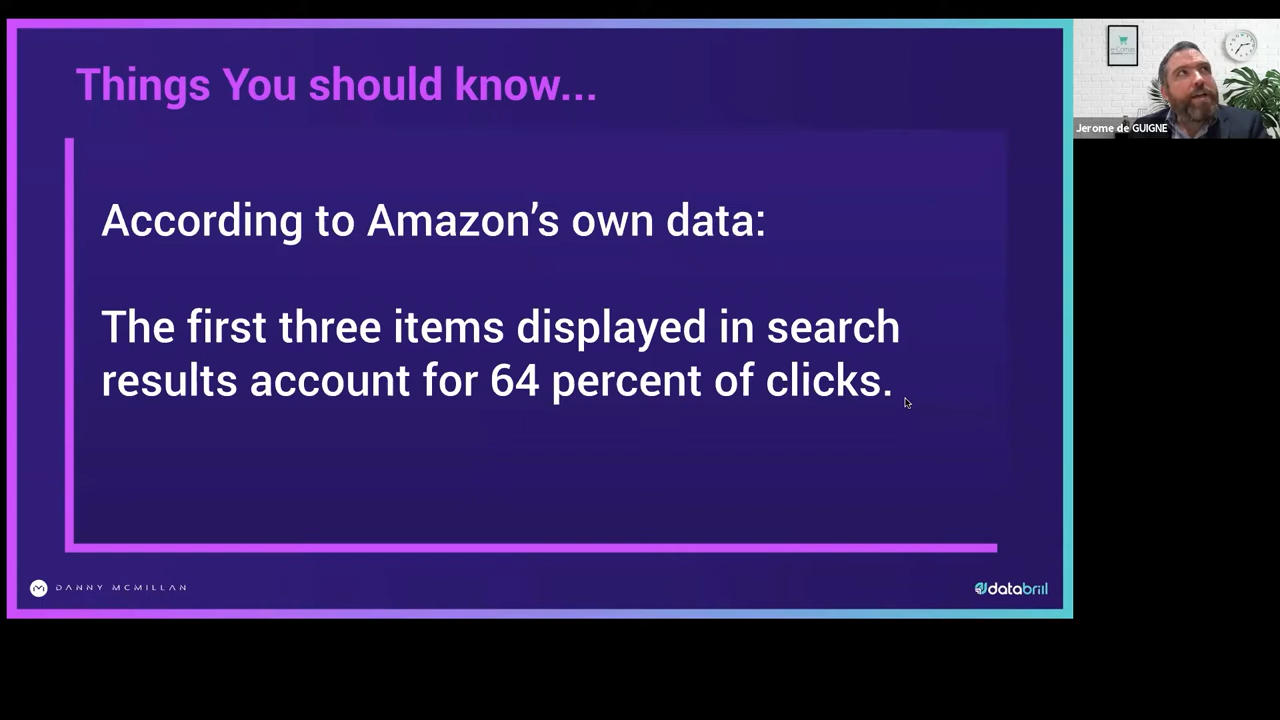 Things You should know...
According to Amazon's own data:
The first three items displayed in search
results account for 64 percent of clicks.
DANNY MCMILLAN
databrill
Jerome de GUIGNE
e-Comas